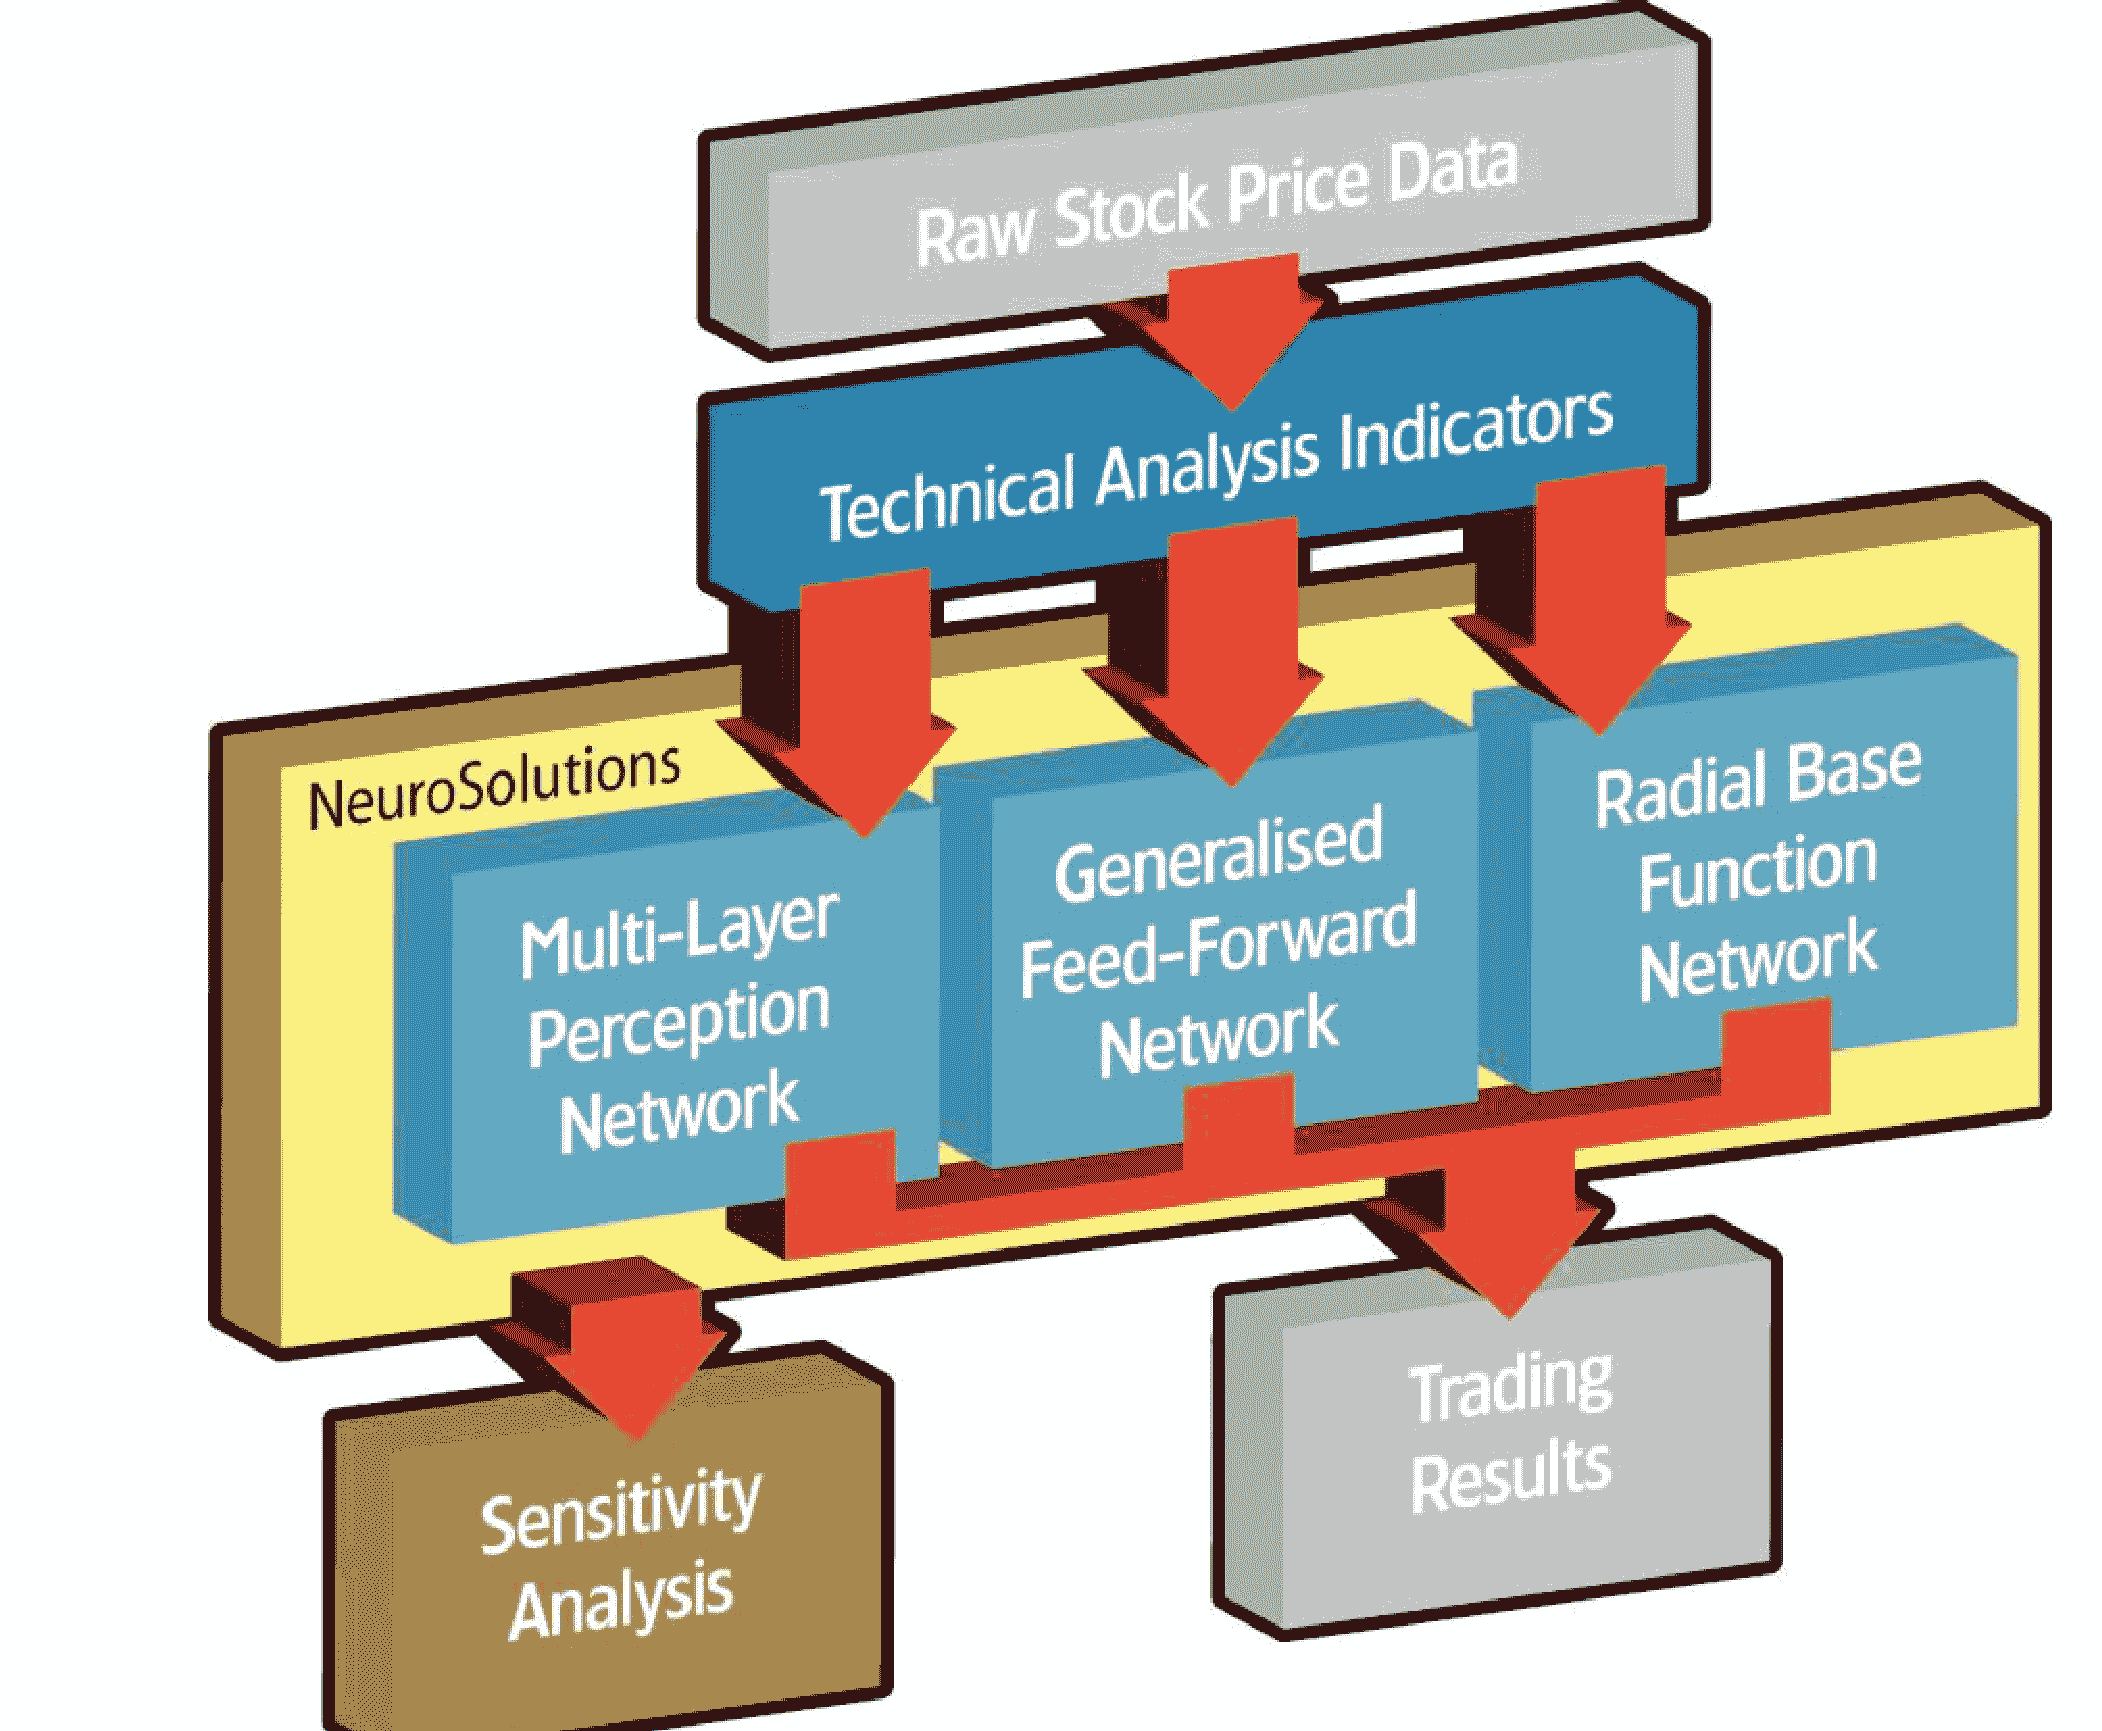 Raw Stock Price Data
Technical Analysis Indicators
NeuroSolutions
Multi-Layer
Perception
Network
Generalised
Feed-Forward
Network
Radial Base
Function
Network
Sensitivity
Analysis
Trading
Results